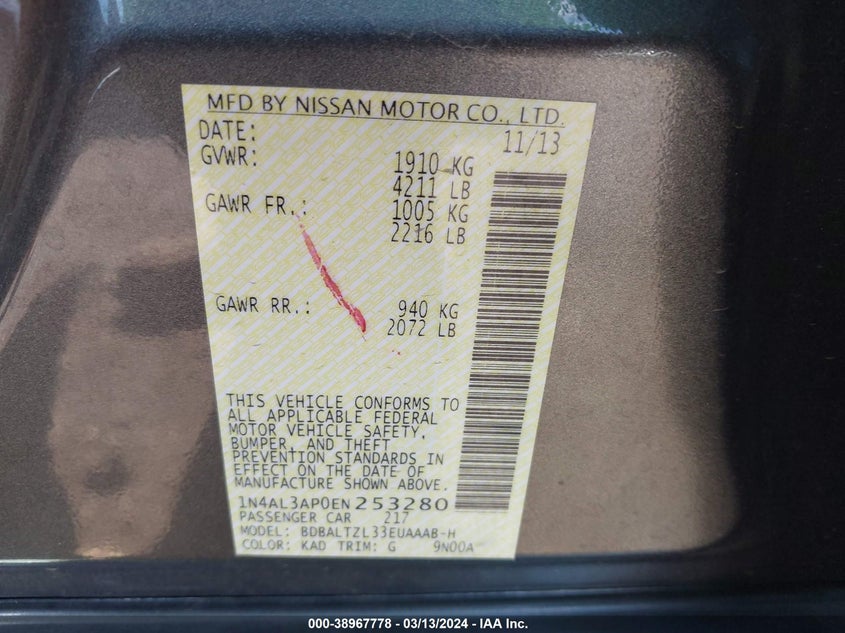 MFD BY NISSAN MOTOR CO., LTD.
DATE: 11/13
GVWR: 1910 KG
4211 LB
GAWR FR.: 1005 KG
2216 LB
GAWR RR.: 940 KG
2072 LB
THIS VEHICLE CONFORMS TO
ALL APPLICABLE FEDERAL
MOTOR VEHICLE SAFETY,
BUMPER, AND THEFT
PREVENTION STANDARDS IN
EFFECT ON THE DATE OF
MANUFACTURE SHOWN ABOVE.
1N4AL3AP0EN253280
PASSENGER CAR 217
MODEL: BDBALTZL33EUAAAB-H
COLOR: KAD TRIM: G 9N00A
000-38967778 - 03/13/2024 - IAA Inc.